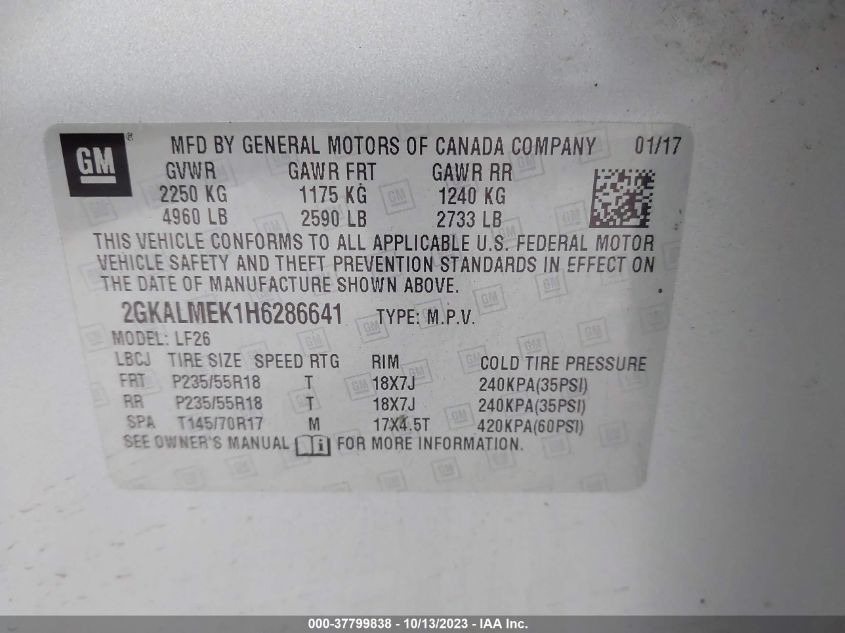 GM ® MFD BY GENERAL MOTORS OF CANADA COMPANY 01/17
GVWR GAWR FRT GAWR RR
2250 KG 1175 KG 1240 KG
4960 LB 2590 LB 2733 LB
THIS VEHICLE CONFORMS TO ALL APPLICABLE U.S. FEDERAL MOTOR
VEHICLE SAFETY AND THEFT PREVENTION STANDARDS IN EFFECT ON
THE DATE OF MANUFACTURE SHOWN ABOVE.
2GKALMEK1H6286641 TYPE: M.P.V.
MODEL: LF26
LBCJ TIRE SIZE SPEED RTG RIM COLD TIRE PRESSURE
FRT P235/55R18 T 18X7J 240KPA(35PSI)
RR P235/55R18 T 18X7J 240KPA(35PSI)
SPA T145/70R17 M 17X4.5T 420KPA(60PSI)
SEE OWNER'S MANUAL FOR MORE INFORMATION.
000-37799838 - 10/13/2023 - IAA Inc.